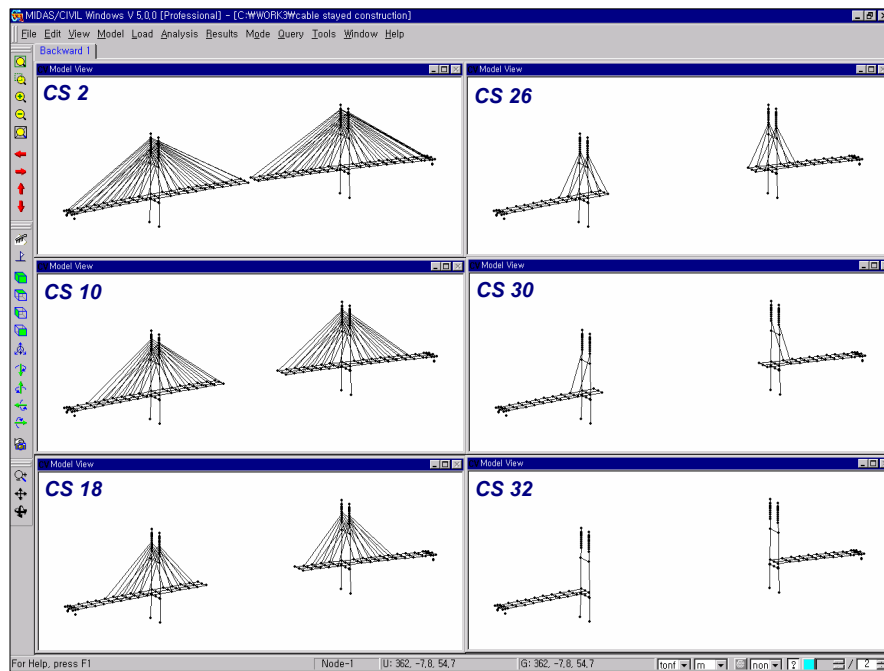 MIDAS/CIVIL Windows V 5,0,0 [Professional] - [C:₩WORK3₩cable stayed construction]
File Edit View Model Load Analysis Results Mode Query Tools Window Help
Backward 1
Model View
CS 2
Model View
CS 26
Model View
CS 10
Model View
CS 30
Model View
CS 18
Model View
CS 32
For Help, press F1
Node-1
U: 362, -7,8, 54,7
G: 362, -7,8, 54,7
tonf
m
non
?
/ 2